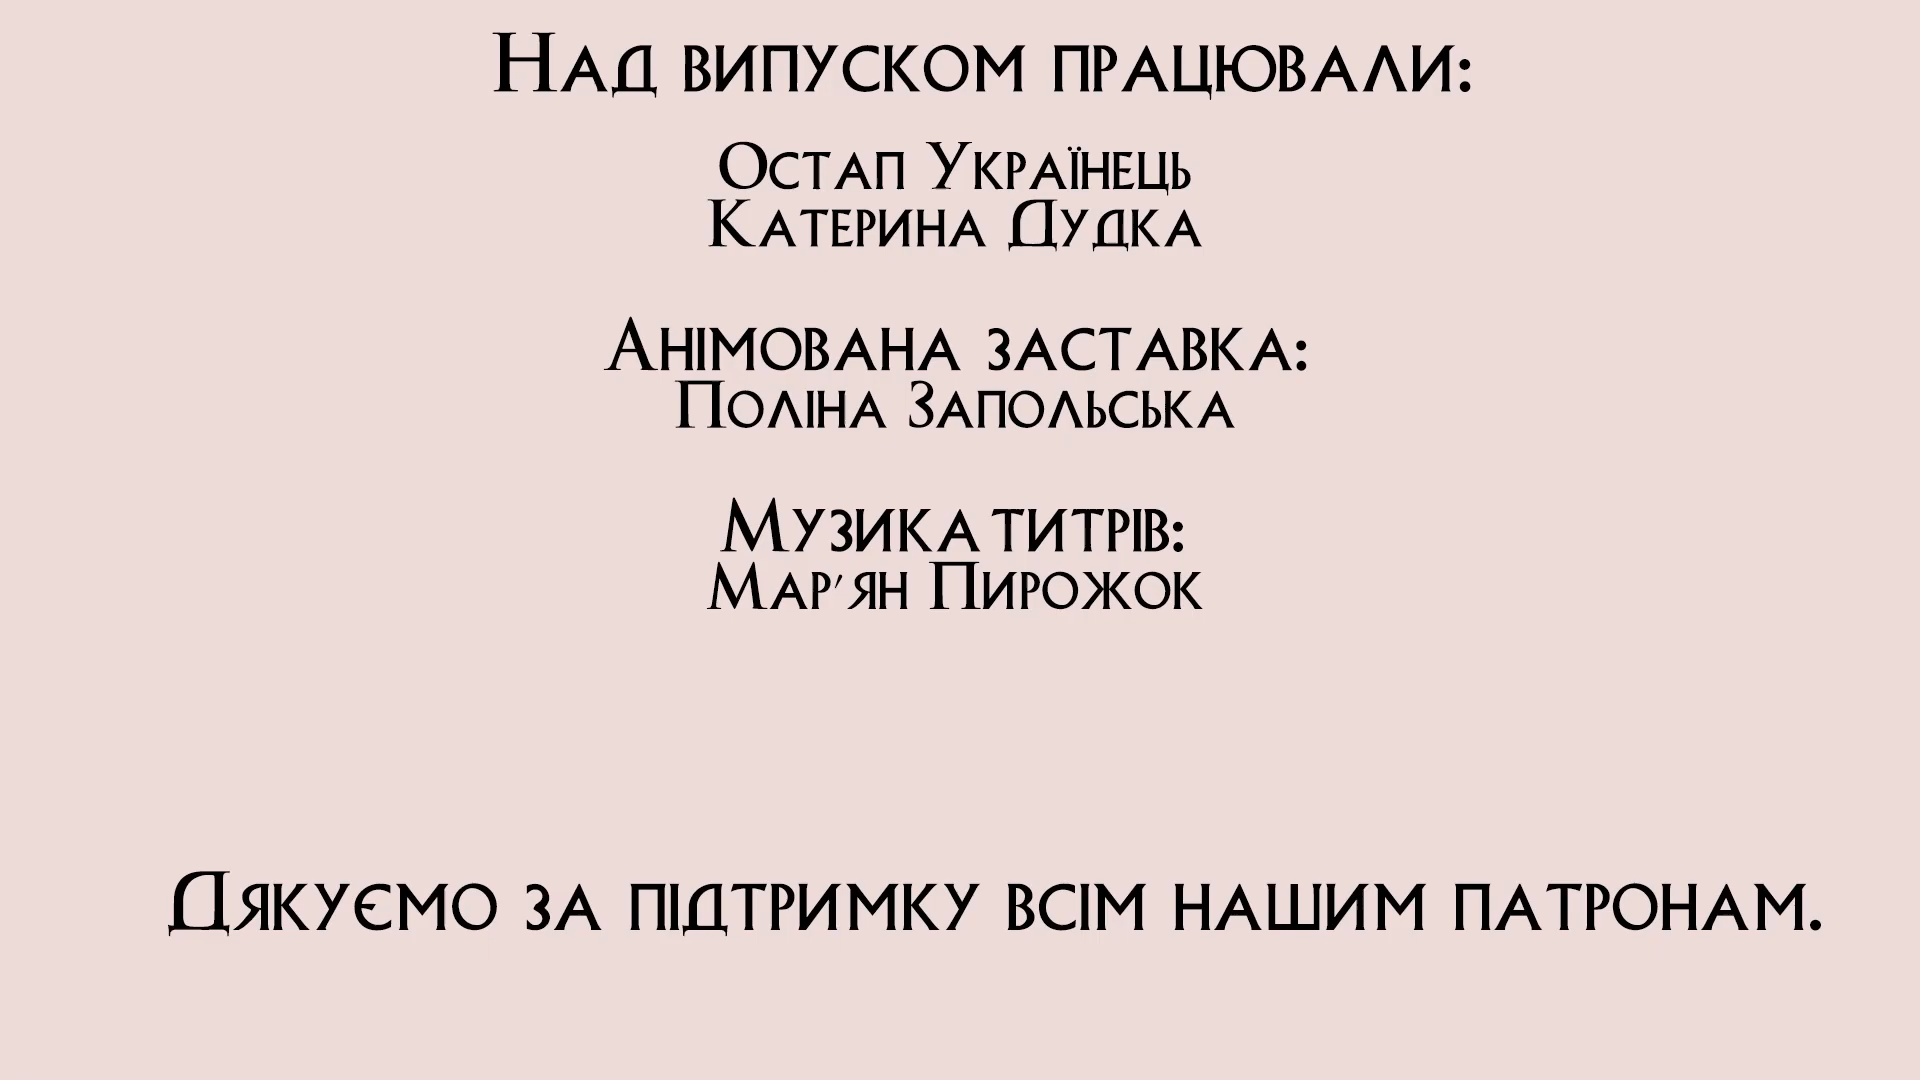 Над випуском працювали:
Остап Українець
Катерина Дудка
Анімована заставка:
Поліна Запольська
Музика титрів:
Мар'ян Пирожок
Дякуємо за підтримку всім нашим патронам.